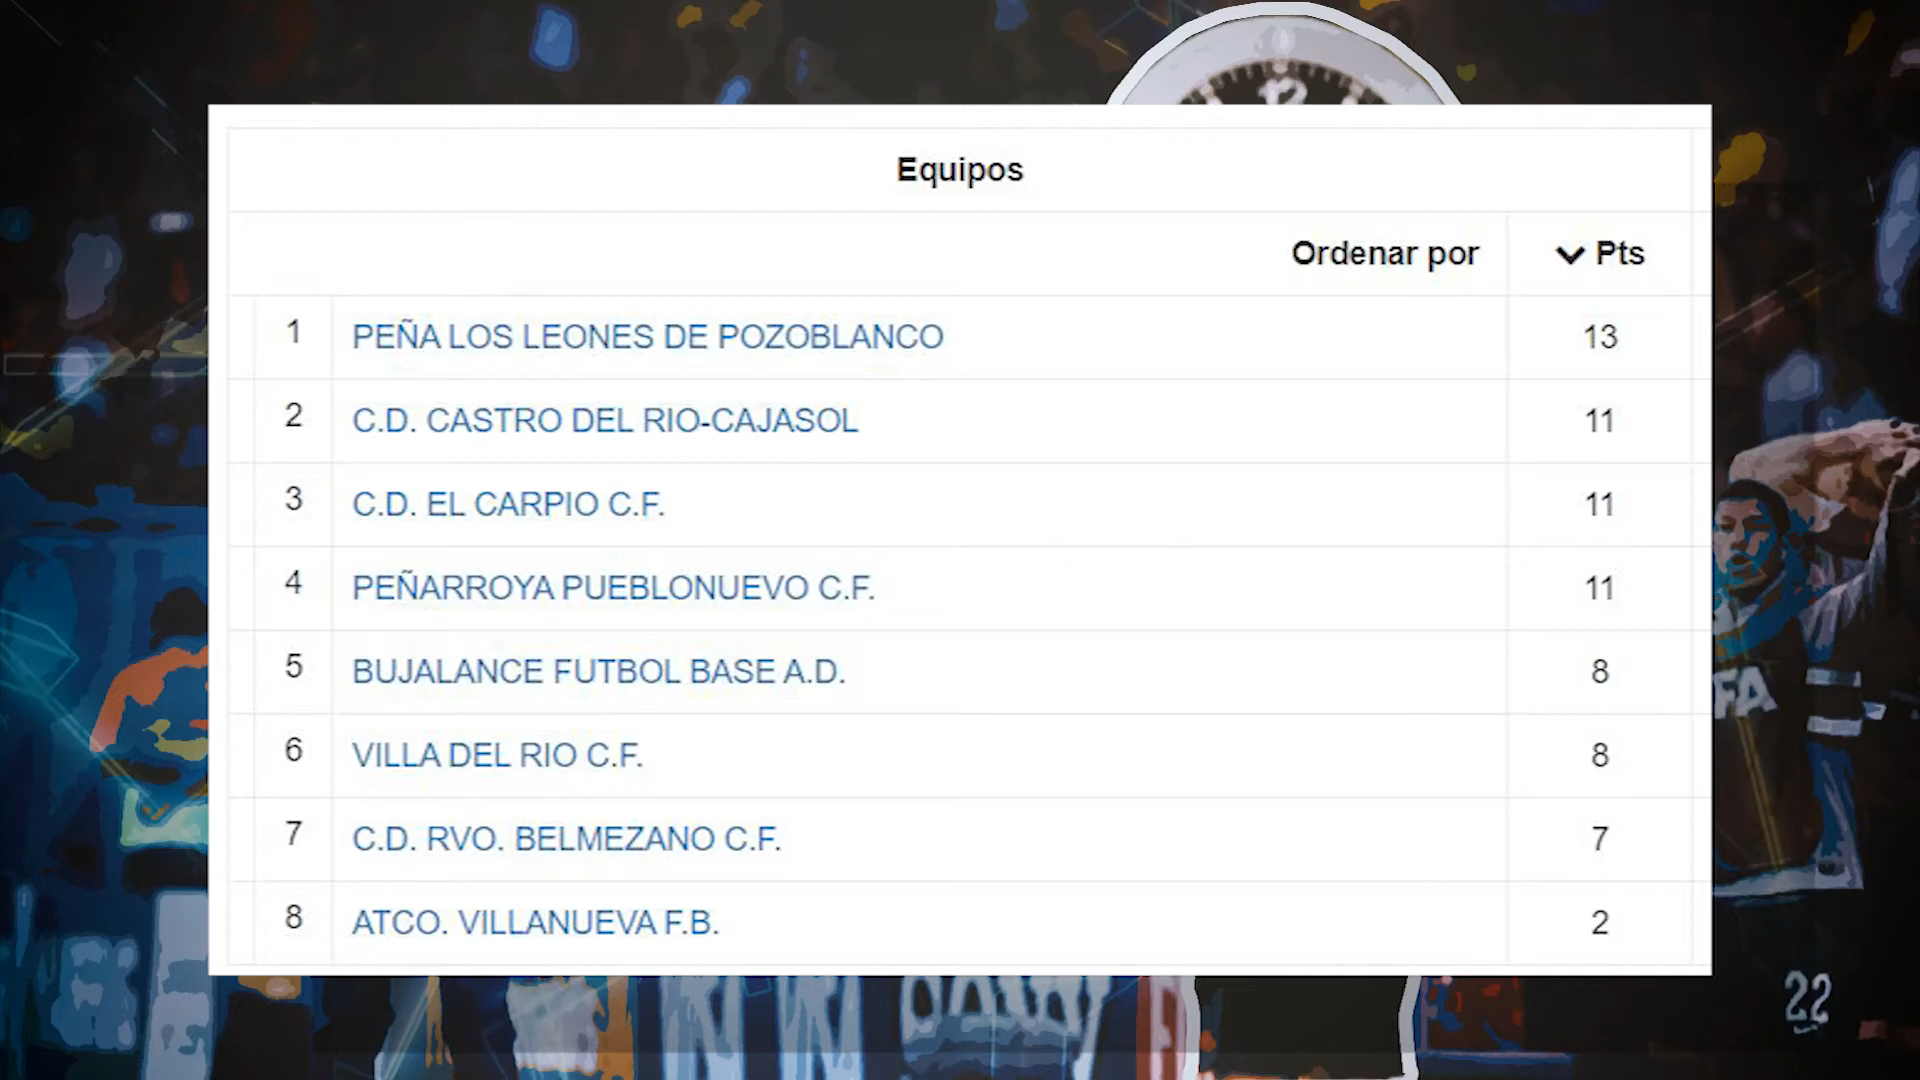 12
Equipos
Ordenar por Pts
1 PEÑA LOS LEONES DE POZOBLANCO 13
2 C.D. CASTRO DEL RIO-CAJASOL 11
3 C.D. EL CARPIO C.F. 11
4 PEÑARROYA PUEBLONUEVO C.F. 11
5 BUJALANCE FUTBOL BASE A.D. 8
6 VILLA DEL RIO C.F. 8
7 C.D. RVO. BELMEZANO C.F. 7
8 ATCO. VILLANUEVA F.B. 2
FA
22